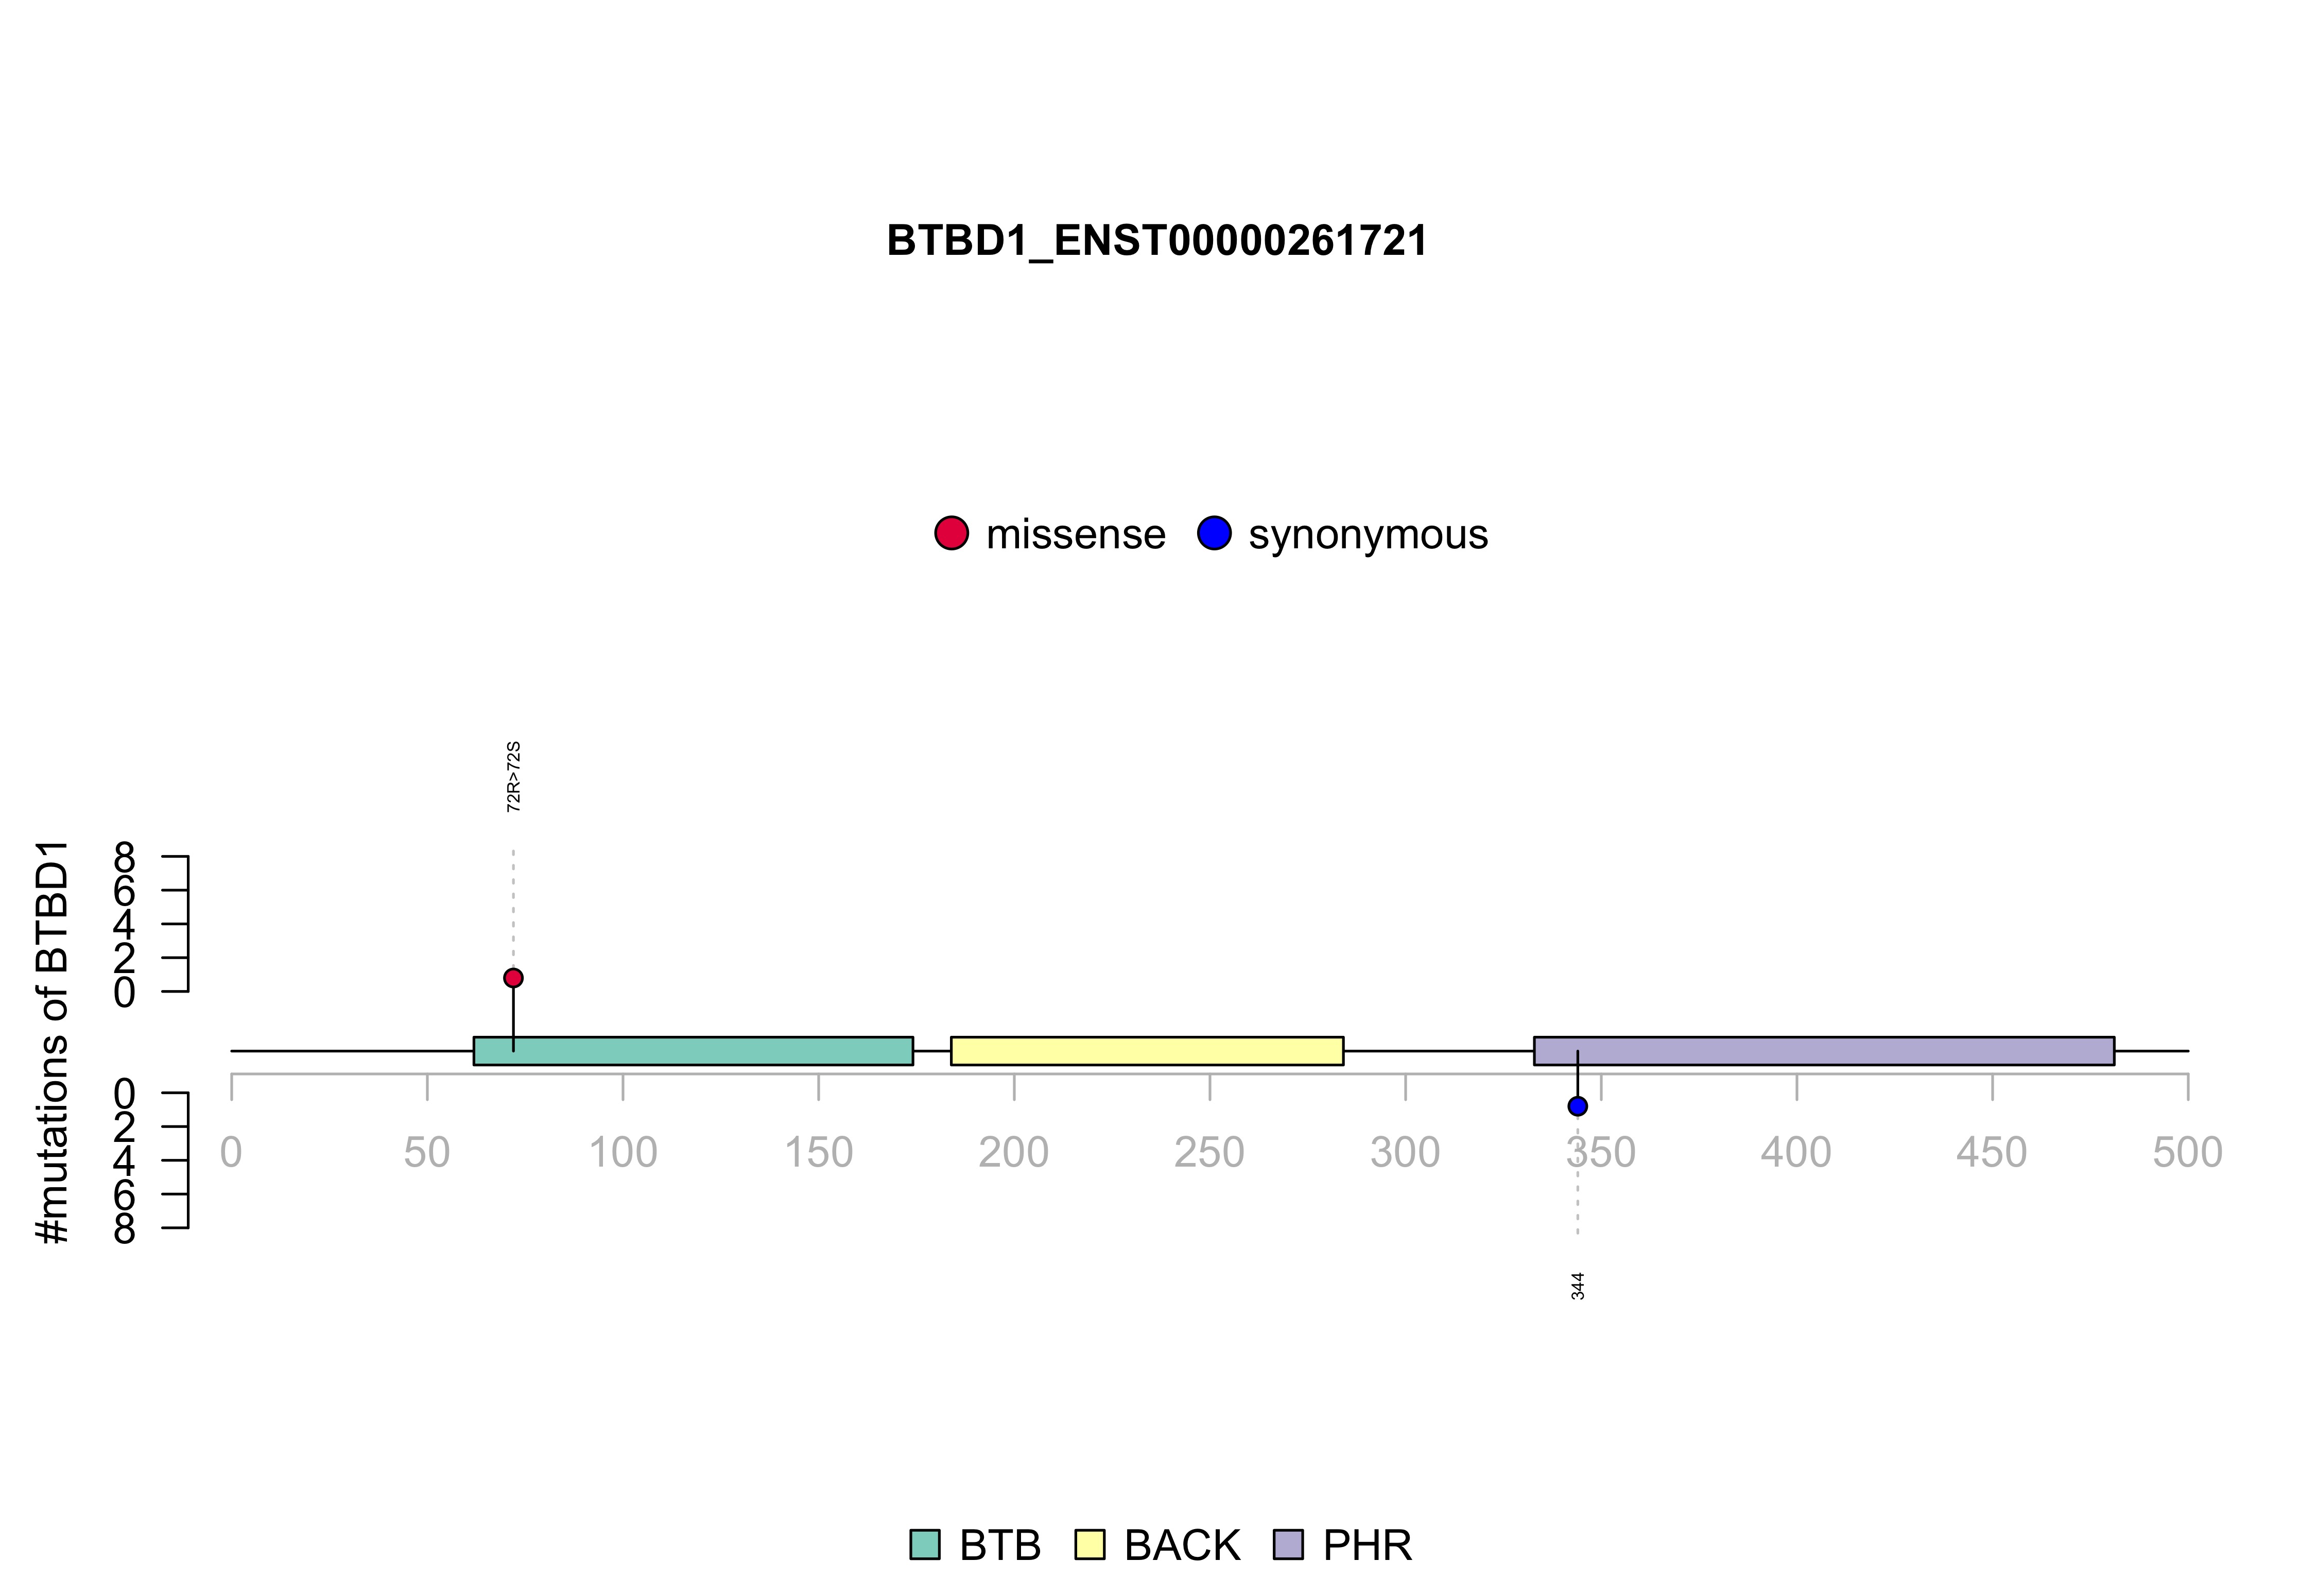 BTBD1_ENST00000261721
missense synonymous
72R>72S
#mutations of BTBD1
8
6
4
2
0
0
2
4
6
8
0 50 100 150 200 250 300 350 400 450 500
344
BTB BACK PHR